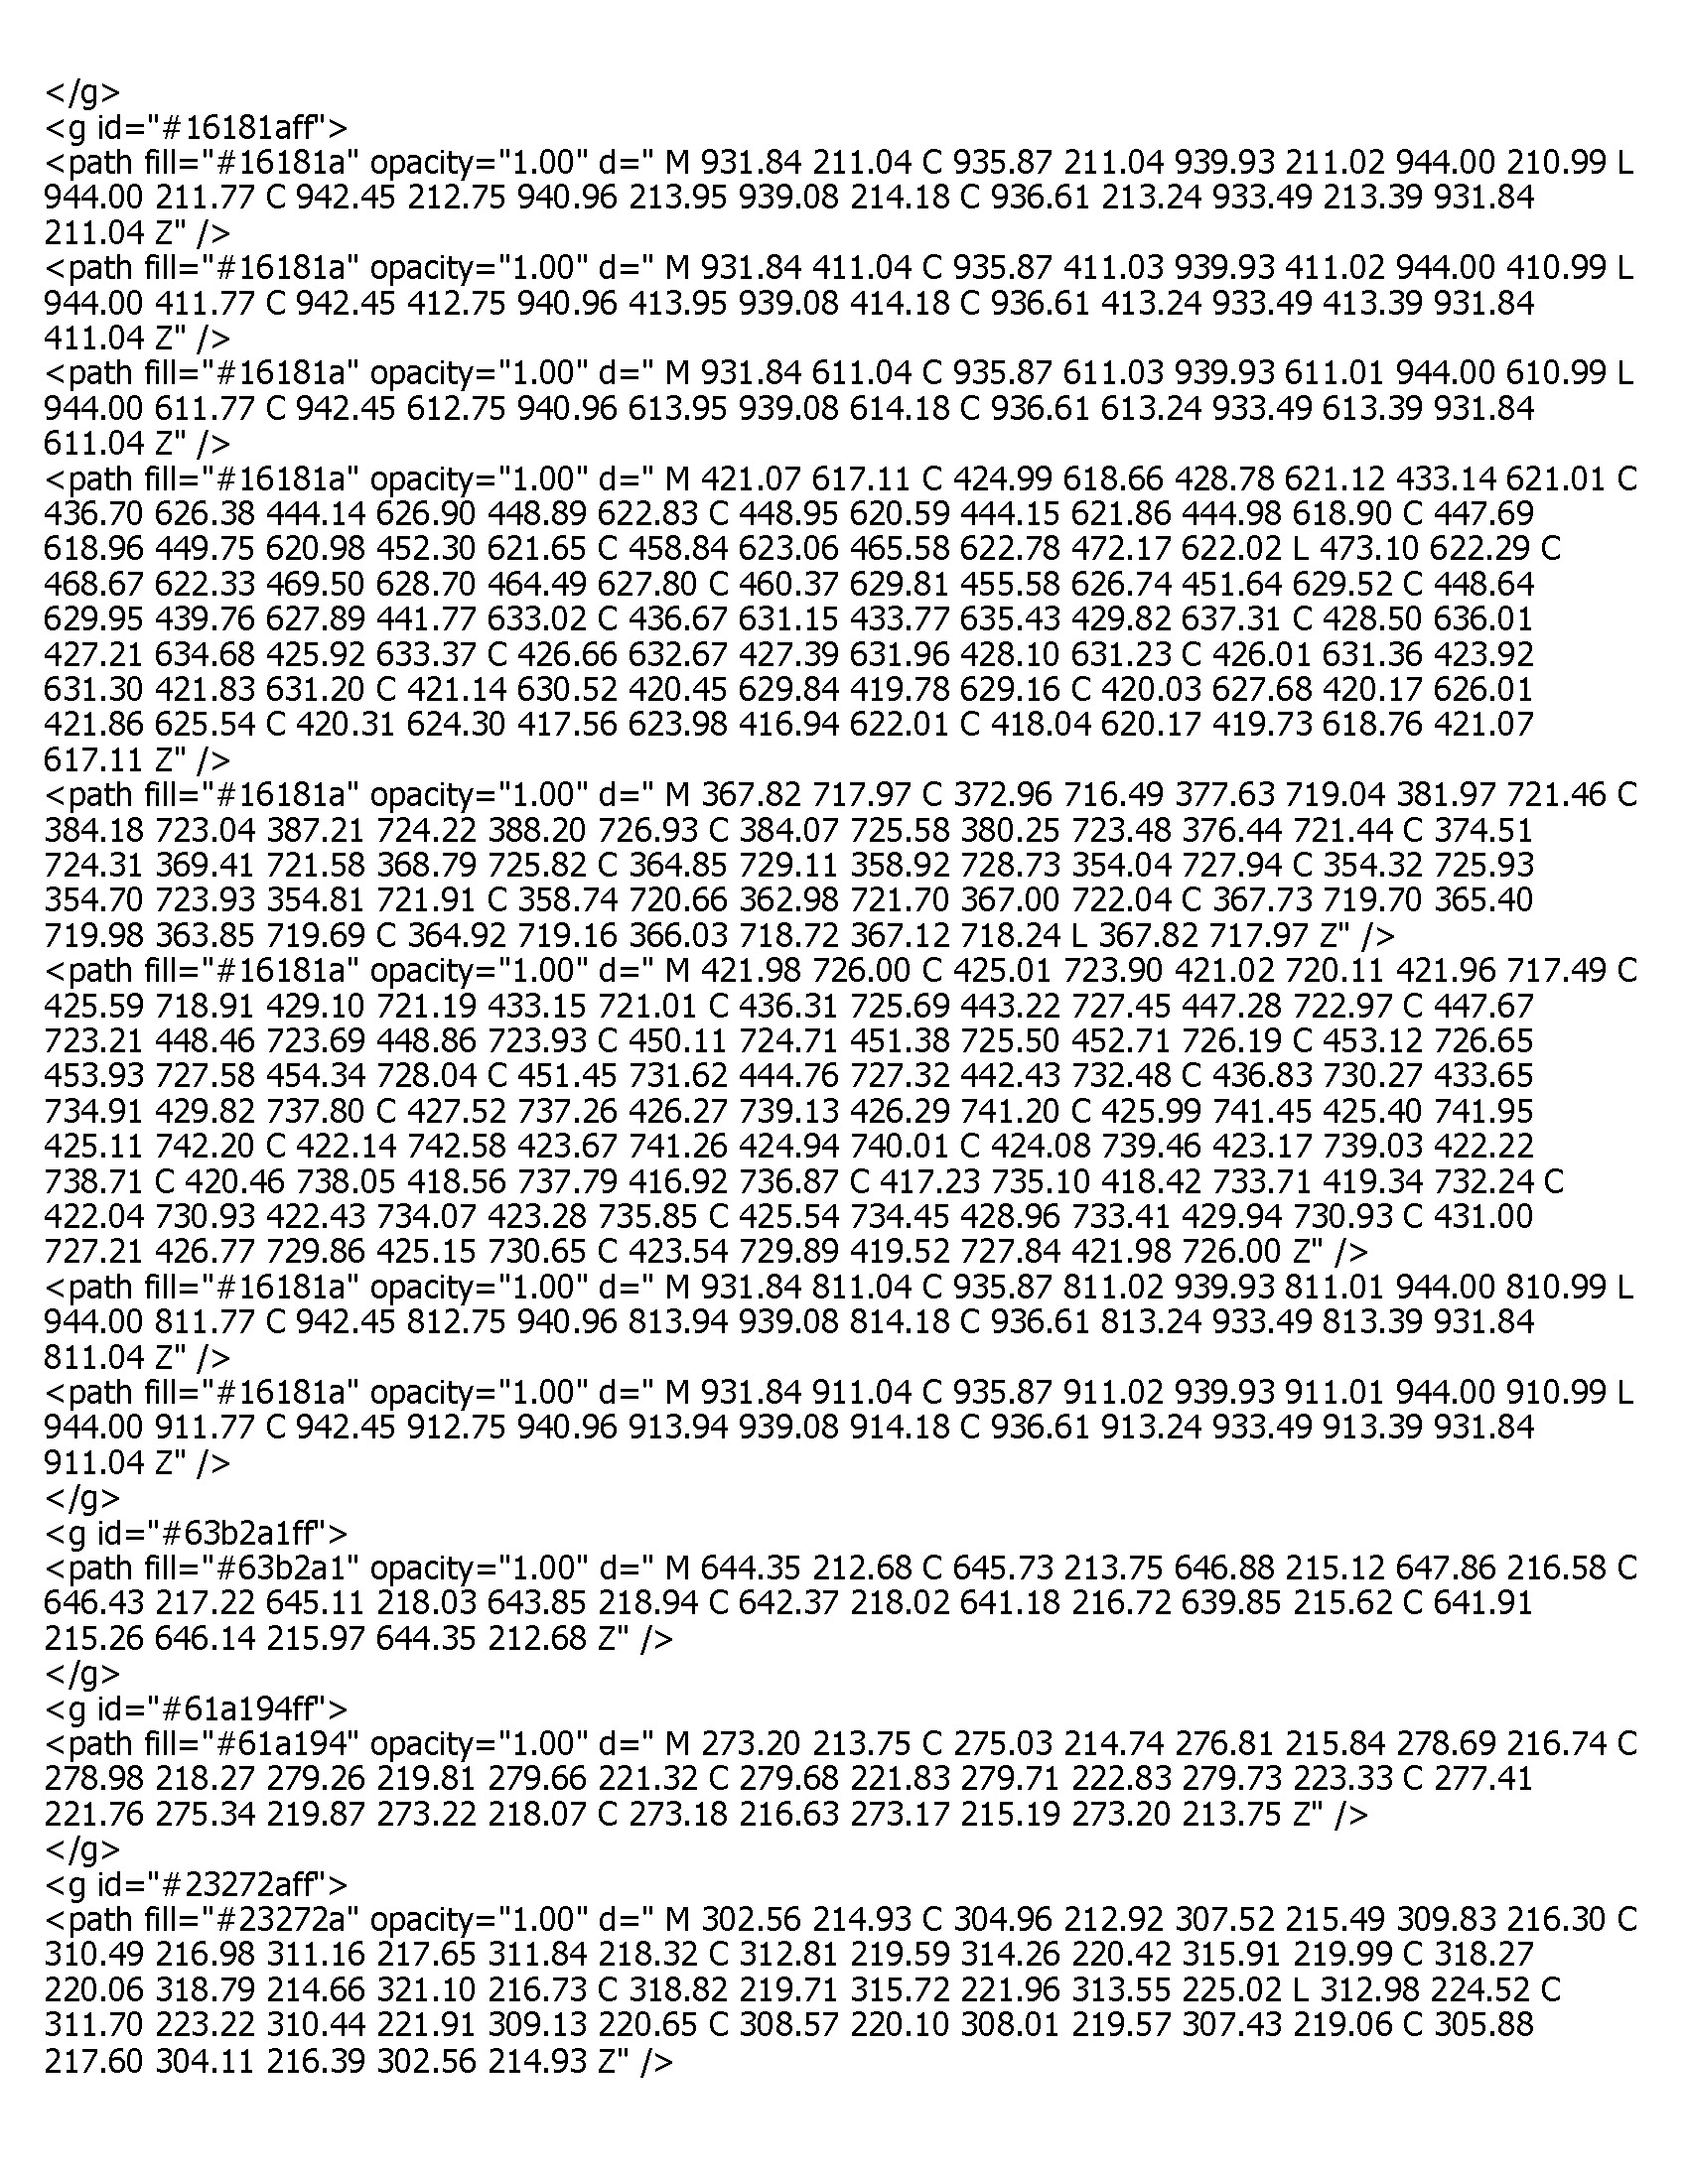 </g>
<g id="#16181aff">
<path fill="#16181a" opacity="1.00" d=" M 931.84 211.04 C 935.87 211.04 939.93 211.02 944.00 210.99 L
944.00 211.77 C 942.45 212.75 940.96 213.95 939.08 214.18 C 936.61 213.24 933.49 213.39 931.84
211.04 Z" />
<path fill="#16181a" opacity="1.00" d=" M 931.84 411.04 C 935.87 411.03 939.93 411.02 944.00 410.99 L
944.00 411.77 C 942.45 412.75 940.96 413.95 939.08 414.18 C 936.61 413.24 933.49 413.39 931.84
411.04 Z" />
<path fill="#16181a" opacity="1.00" d=" M 931.84 611.04 C 935.87 611.03 939.93 611.01 944.00 610.99 L
944.00 611.77 C 942.45 612.75 940.96 613.95 939.08 614.18 C 936.61 613.24 933.49 613.39 931.84
611.04 Z" />
<path fill="#16181a" opacity="1.00" d=" M 421.07 617.11 C 424.99 618.66 428.78 621.12 433.14 621.01 C
436.70 626.38 444.14 626.90 448.89 622.83 C 448.95 620.59 444.15 621.86 444.98 618.90 C 447.69
618.96 449.75 620.98 452.30 621.65 C 458.84 623.06 465.58 622.78 472.17 622.02 L 473.10 622.29 C
468.67 622.33 469.50 628.70 464.49 627.80 C 460.37 629.81 455.58 626.74 451.64 629.52 C 448.64
629.95 439.76 627.89 441.77 633.02 C 436.67 631.15 433.77 635.43 429.82 637.31 C 428.50 636.01
427.21 634.68 425.92 633.37 C 426.66 632.67 427.39 631.96 428.10 631.23 C 426.01 631.36 423.92
631.30 421.83 631.20 C 421.14 630.52 420.45 629.84 419.78 629.16 C 420.03 627.68 420.17 626.01
421.86 625.54 C 420.31 624.30 417.56 623.98 416.94 622.01 C 418.04 620.17 419.73 618.76 421.07
617.11 Z" />
<path fill="#16181a" opacity="1.00" d=" M 367.82 717.97 C 372.96 716.49 377.63 719.04 381.97 721.46 C
384.18 723.04 387.21 724.22 388.20 726.93 C 384.07 725.58 380.25 723.48 376.44 721.44 C 374.51
724.31 369.41 721.58 368.79 725.82 C 364.85 729.11 358.92 728.73 354.04 727.94 C 354.32 725.93
354.70 723.93 354.81 721.91 C 358.74 720.66 362.98 721.70 367.00 722.04 C 367.73 719.70 365.40
719.98 363.85 719.69 C 364.92 719.16 366.03 718.72 367.12 718.24 L 367.82 717.97 Z" />
<path fill="#16181a" opacity="1.00" d=" M 421.98 726.00 C 425.01 723.90 421.02 720.11 421.96 717.49 C
425.59 718.91 429.10 721.19 433.15 721.01 C 436.31 725.69 443.22 727.45 447.28 722.97 C 447.67
723.21 448.46 723.69 448.86 723.93 C 450.11 724.71 451.38 725.50 452.71 726.19 C 453.12 726.65
453.93 727.58 454.34 728.04 C 451.45 731.62 444.76 727.32 442.43 732.48 C 436.83 730.27 433.65
734.91 429.82 737.80 C 427.52 737.26 426.27 739.13 426.29 741.20 C 425.99 741.45 425.40 741.95
425.11 742.20 C 422.14 742.58 423.67 741.26 424.94 740.01 C 424.08 739.46 423.17 739.03 422.22
738.71 C 420.46 738.05 418.56 737.79 416.92 736.87 C 417.23 735.10 418.42 733.71 419.34 732.24 C
422.04 730.93 422.43 734.07 423.28 735.85 C 425.54 734.45 428.96 733.41 429.94 730.93 C 431.00
727.21 426.77 729.86 425.15 730.65 C 423.54 729.89 419.52 727.84 421.98 726.00 Z" />
<path fill="#16181a" opacity="1.00" d=" M 931.84 811.04 C 935.87 811.02 939.93 811.01 944.00 810.99 L
944.00 811.77 C 942.45 812.75 940.96 813.94 939.08 814.18 C 936.61 813.24 933.49 813.39 931.84
811.04 Z" />
<path fill="#16181a" opacity="1.00" d=" M 931.84 911.04 C 935.87 911.02 939.93 911.01 944.00 910.99 L
944.00 911.77 C 942.45 912.75 940.96 913.94 939.08 914.18 C 936.61 913.24 933.49 913.39 931.84
911.04 Z" />
</g>
<g id="#63b2a1ff">
<path fill="#63b2a1" opacity="1.00" d=" M 644.35 212.68 C 645.73 213.75 646.88 215.12 647.86 216.58 C
646.43 217.22 645.11 218.03 643.85 218.94 C 642.37 218.02 641.18 216.72 639.85 215.62 C 641.91
215.26 646.14 215.97 644.35 212.68 Z" />
</g>
<g id="#61a194ff">
<path fill="#61a194" opacity="1.00" d=" M 273.20 213.75 C 275.03 214.74 276.81 215.84 278.69 216.74 C
278.98 218.27 279.26 219.81 279.66 221.32 C 279.68 221.83 279.71 222.83 279.73 223.33 C 277.41
221.76 275.34 219.87 273.22 218.07 C 273.18 216.63 273.17 215.19 273.20 213.75 Z" />
</g>
<g id="#23272aff">
<path fill="#23272a" opacity="1.00" d=" M 302.56 214.93 C 304.96 212.92 307.52 215.49 309.83 216.30 C
310.49 216.98 311.16 217.65 311.84 218.32 C 312.81 219.59 314.26 220.42 315.91 219.99 C 318.27
220.06 318.79 214.66 321.10 216.73 C 318.82 219.71 315.72 221.96 313.55 225.02 L 312.98 224.52 C
311.70 223.22 310.44 221.91 309.13 220.65 C 308.57 220.10 308.01 219.57 307.43 219.06 C 305.88
217.60 304.11 216.39 302.56 214.93 Z" />